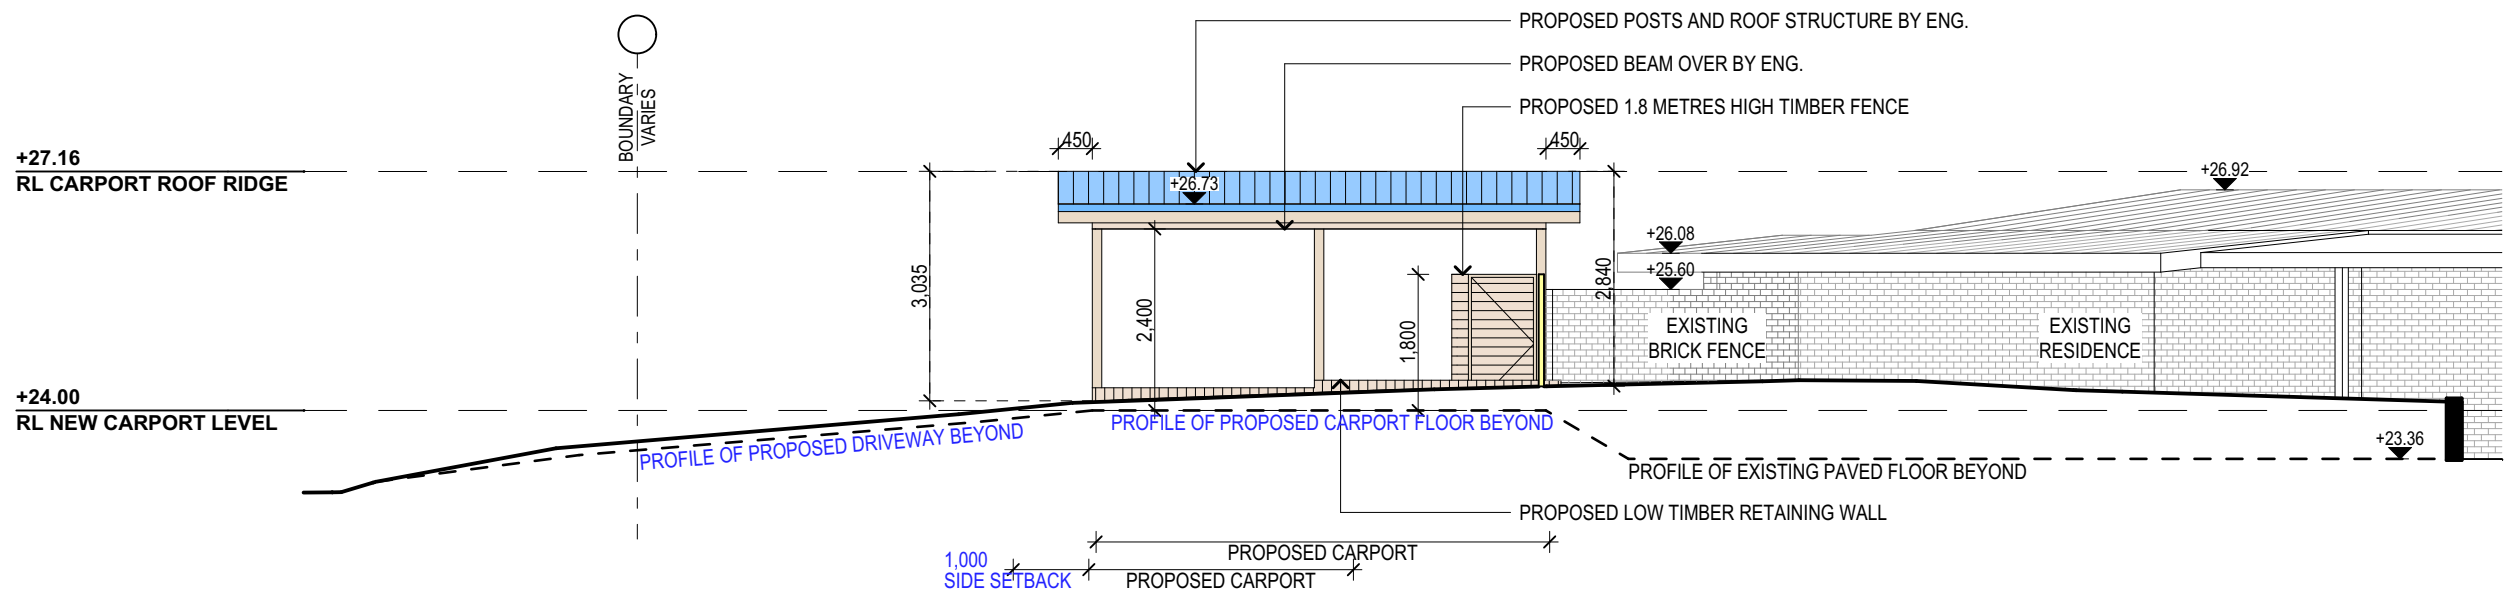 PROPOSED POSTS AND ROOF STRUCTURE BY ENG.
PROPOSED BEAM OVER BY ENG.
PROPOSED 1.8 METRES HIGH TIMBER FENCE
BOUNDARY
VARIES
450
450
+27.16
RL CARPORT ROOF RIDGE
+26.73
+26.92
+26.08
+25.60
3,035
2,400
1,800
2,840
EXISTING
BRICK FENCE
EXISTING
RESIDENCE
+24.00
RL NEW CARPORT LEVEL
PROFILE OF PROPOSED DRIVEWAY BEYOND
PROFILE OF PROPOSED CARPORT FLOOR BEYOND
+23.36
PROFILE OF EXISTING PAVED FLOOR BEYOND
PROPOSED LOW TIMBER RETAINING WALL
PROPOSED CARPORT
1,000
SIDE SETBACK
PROPOSED CARPORT